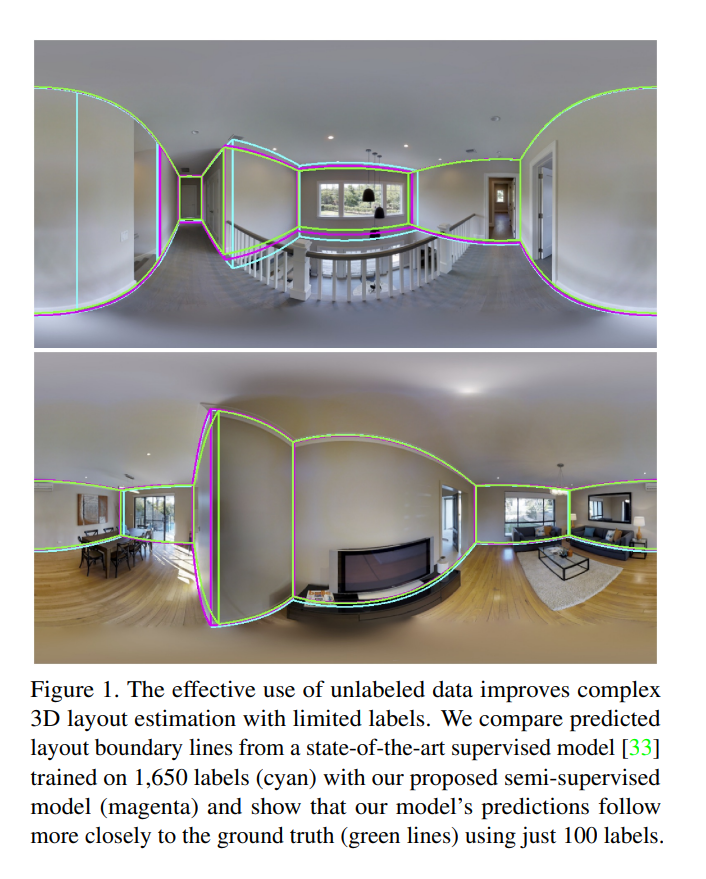 Figure 1. The effective use of unlabeled data improves complex
3D layout estimation with limited labels. We compare predicted
layout boundary lines from a state-of-the-art supervised model [33]
trained on 1,650 labels (cyan) with our proposed semi-supervised
model (magenta) and show that our model's predictions follow
more closely to the ground truth (green lines) using just 100 labels.